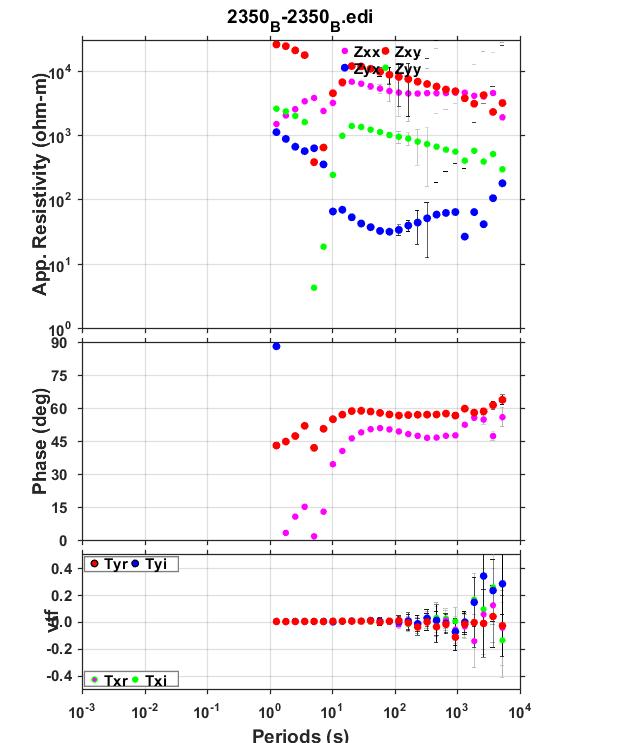 2350B-2350B.edi
Zxx Zxy
Zyx Zyy
App. Resistivity (ohm-m)
10^4
10^3
10^2
10^1
10^0
Phase (deg)
90
75
60
45
30
15
0
Tyr Tyi
vtf
0.4
0.2
0.0
-0.2
-0.4
Txr Txi
10^-3 10^-2 10^-1 10^0 10^1 10^2 10^3 10^4
Periods (s)